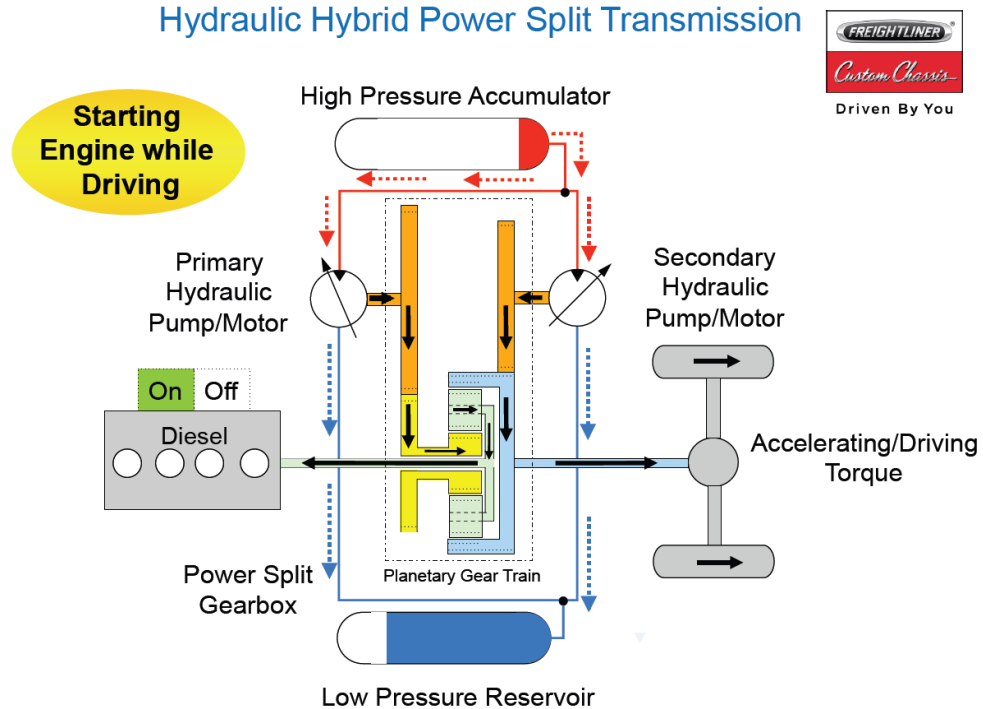 Hydraulic Hybrid Power Split Transmission
FREIGHTLINER
Custom Chassis
Driven By You
Starting
Engine while
Driving
High Pressure Accumulator
Primary
Hydraulic
Pump/Motor
Secondary
Hydraulic
Pump/Motor
On Off
Diesel
Accelerating/Driving
Torque
Power Split
Gearbox
Planetary Gear Train
Low Pressure Reservoir